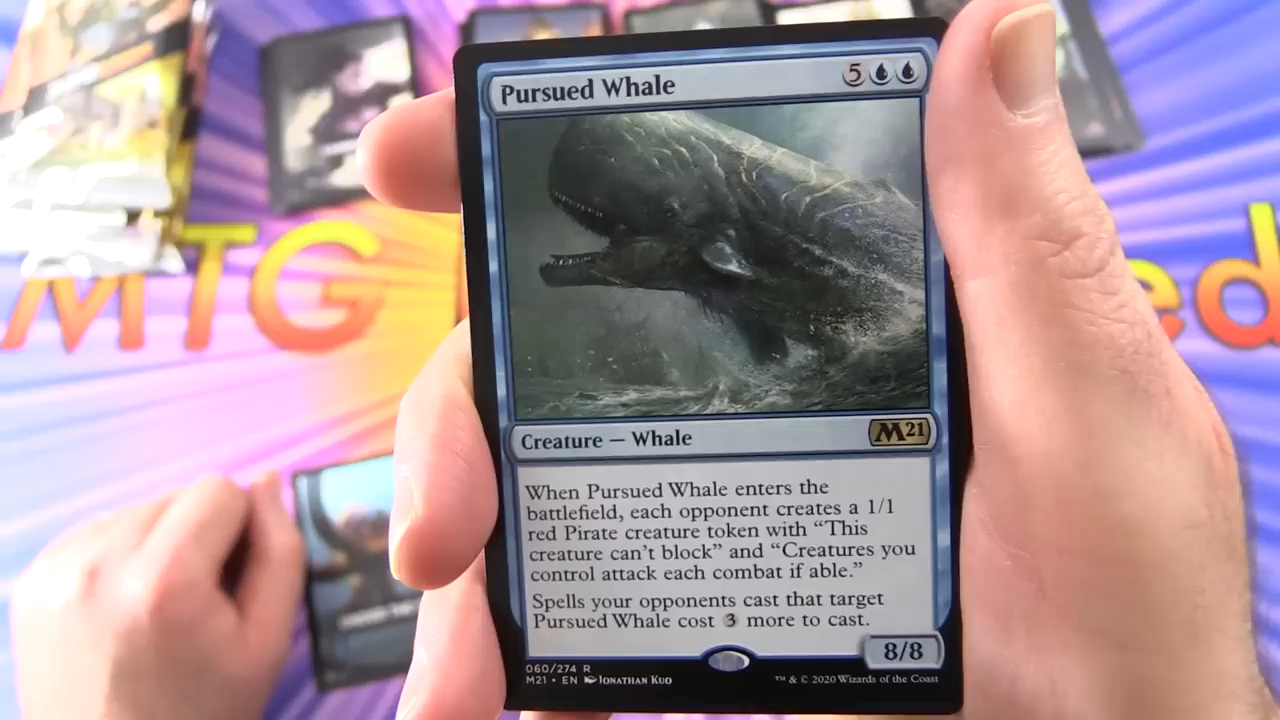 Pursued Whale 5
MTG ed
Creature — Whale M21
When Pursued Whale enters the
battlefield, each opponent creates a 1/1
red Pirate creature token with “This
creature can't block” and “Creatures you
control attack each combat if able.”
Spells your opponents cast that target
Pursued Whale cost 3 more to cast.
8/8
060/274 R
M21 • EN Jonathan Kuo
™ & © 2020 Wizards of the Coast